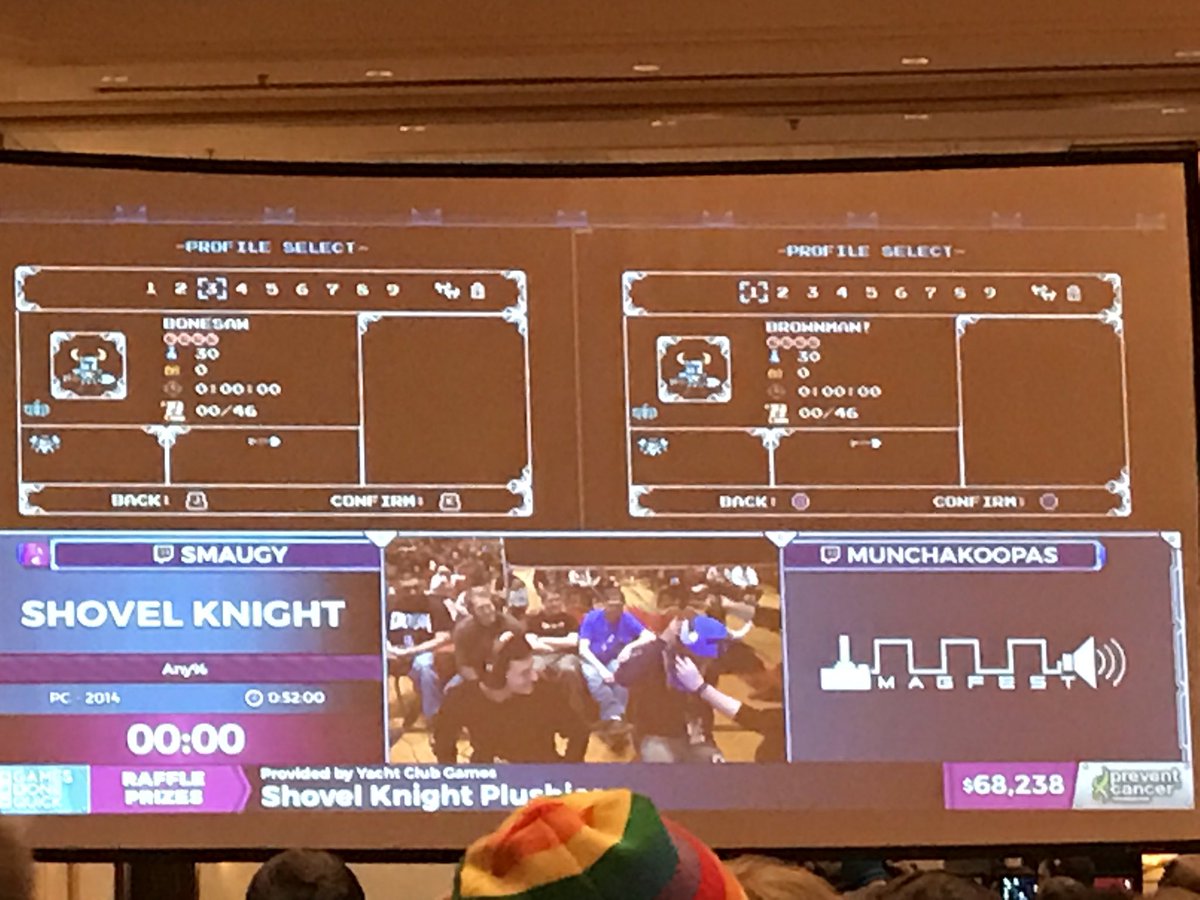 -PROFILE SELECT-
1 2 [3] 4 5 6 7 8 9
BONESAW
30
0
0:00:00
00/46
BACK:
CONFIRM:
-PROFILE SELECT-
[1] 2 3 4 5 6 7 8 9
BROWNMAN!
30
0
0:00:00
00/46
BACK:
CONFIRM:
SMAUGY
SHOVEL KNIGHT
Any%
PC - 2014
0:52:00
00:00
MUNCHAKOOPAS
MAGFEST
GAMES
DONE
QUICK
RAFFLE
PRIZES
Provided by Yacht Club Games
Shovel Knight
$68,238
prevent
cancer